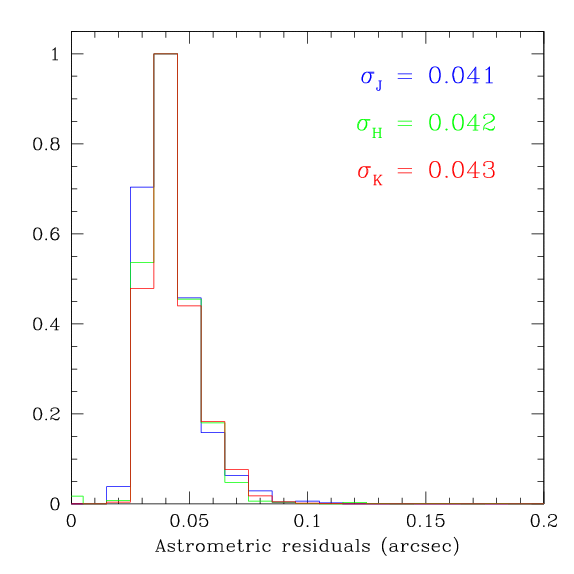 1
σJ = 0.041
σH = 0.042
0.8
σK = 0.043
0.6
0.4
0.2
0
0 0.05 0.1 0.15 0.2
Astrometric residuals (arcsec)